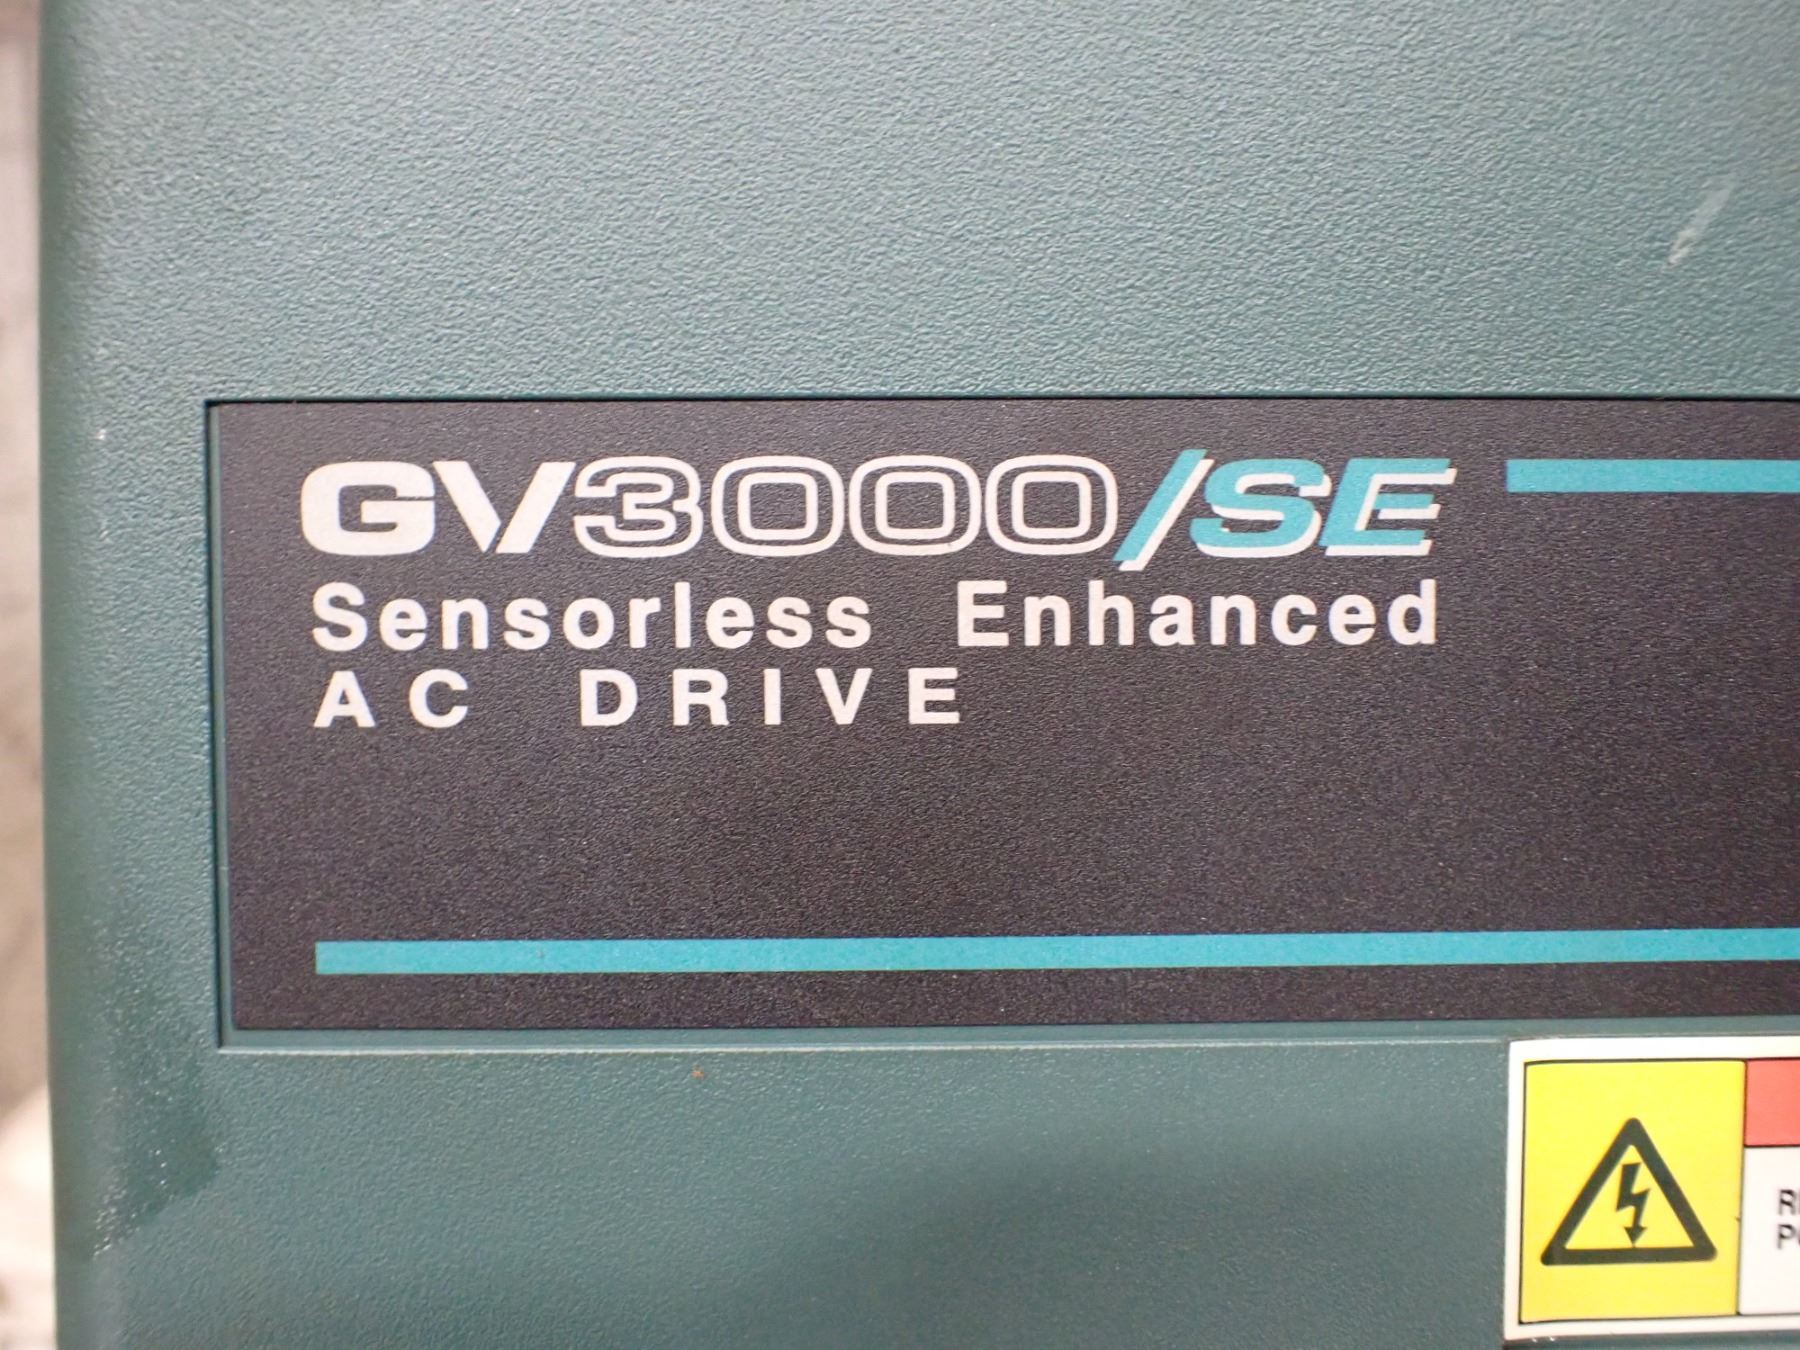 GV3000/SE
Sensorless Enhanced
AC DRIVE